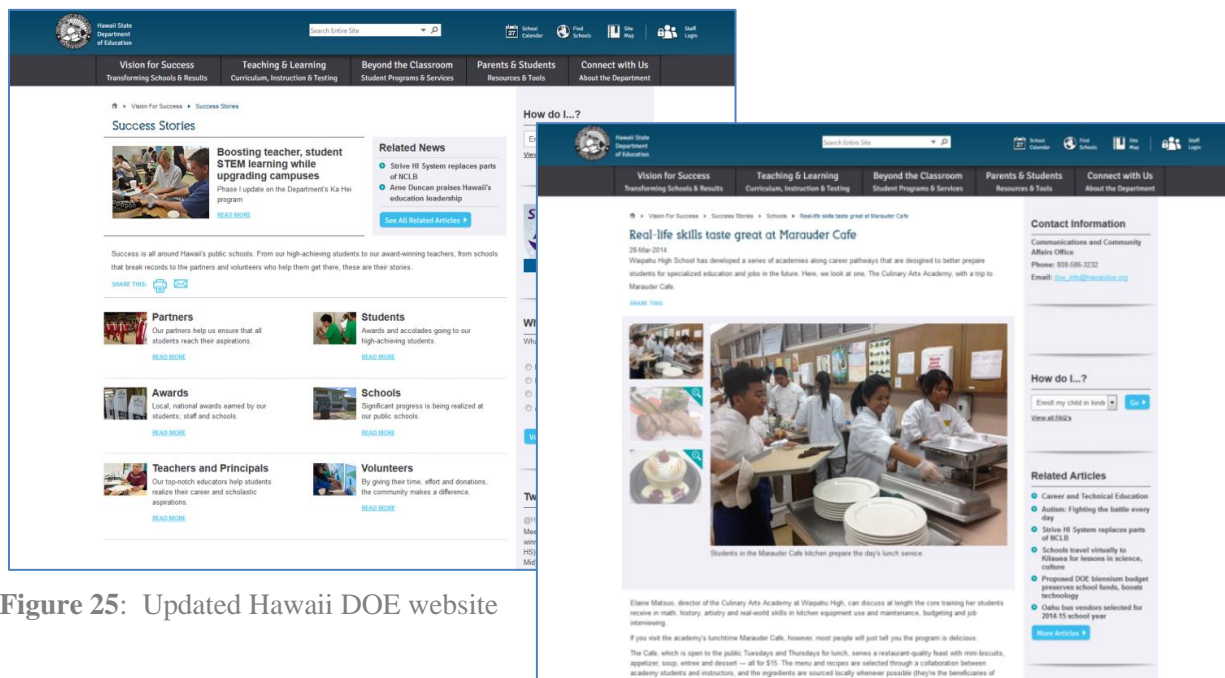 Hawaii State
Department
of Education
Search Entire Site
27
School
Calendar
Find
Schools
Site
Map
Staff
Login
Vision for Success
Transforming Schools & Results
Teaching & Learning
Curriculum, Instruction & Testing
Beyond the Classroom
Student Programs & Services
Parents & Students
Resources & Tools
Connect with Us
About the Department
Vision For Success Success Stories
Success Stories
Boosting teacher, student
STEM learning while
upgrading campuses
Phase I update on the Department's Ka Hei
program
READ MORE
Related News
Strive HI System replaces parts
of NCLB
Arne Duncan praises Hawaii's
education leadership
See All Related Articles
How do I...?
Success is all around Hawaii's public schools. From our high-achieving students to our award-winning teachers, from schools
that break records to the partners and volunteers who help them get there, these are their stories.
SHARE THIS:
Partners
Our partners help us ensure that all
students reach their aspirations.
READ MORE
Students
Awards and accolades going to our
high-achieving students.
READ MORE
Awards
Local, national awards earned by our
students, staff and schools.
READ MORE
Schools
Significant progress is being realized at
our public schools.
READ MORE
Teachers and Principals
Our top-notch educators help students
realize their career and scholastic
aspirations.
READ MORE
Volunteers
By giving their time, effort and donations,
the community makes a difference.
READ MORE
Hawaii State
Department
of Education
Search Entire Site
27
School
Calendar
Find
Schools
Site
Map
Staff
Login
Vision for Success
Transforming Schools & Results
Teaching & Learning
Curriculum, Instruction & Testing
Beyond the Classroom
Student Programs & Services
Parents & Students
Resources & Tools
Connect with Us
About the Department
Vision For Success Success Stories Schools Real-life skills taste great at Marauder Cafe
Real-life skills taste great at Marauder Cafe
28-Mar-2014
Waipahu High School has developed a series of academies along career pathways that are designed to better prepare
students for specialized education and jobs in the future. Here, we look at one, The Culinary Arts Academy, with a trip to
Marauder Cafe.
SHARE THIS:
Students in the Marauder Cafe kitchen prepare the day's lunch service.
Elaine Matsuo, director of the Culinary Arts Academy at Waipahu High, can discuss at length the core training her students
receive in math, history, artistry and real-world skills in kitchen equipment use and maintenance, budgeting and job
interviewing.
If you visit the academy's lunchtime Marauder Cafe, however, most people will just tell you the program is delicious.
The Cafe, which is open to the public Tuesdays and Thursdays for lunch, serves a restaurant-quality feast with mini-biscuits,
appetizer, soup, entree and dessert — all for $15. The menu and recipes are selected through a collaboration between
academy students and instructors, and the ingredients are sourced locally whenever possible (they're the beneficiaries of
Contact Information
Communications and Community
Affairs Office
Phone: 808-586-3232
Email: doe_info@hawaiidoe.org
How do I...?
Enroll my child in kinde
Go
View all FAQ's
Related Articles
Career and Technical Education
Autism: Fighting the battle every
day
Strive HI System replaces parts
of NCLB
Schools travel virtually to
Kilauea for lessons in science,
culture
Proposed DOE biennium budget
preserves school funds, boosts
technology
Oahu bus vendors selected for
2014-15 school year
More Articles
Figure 25: Updated Hawaii DOE website